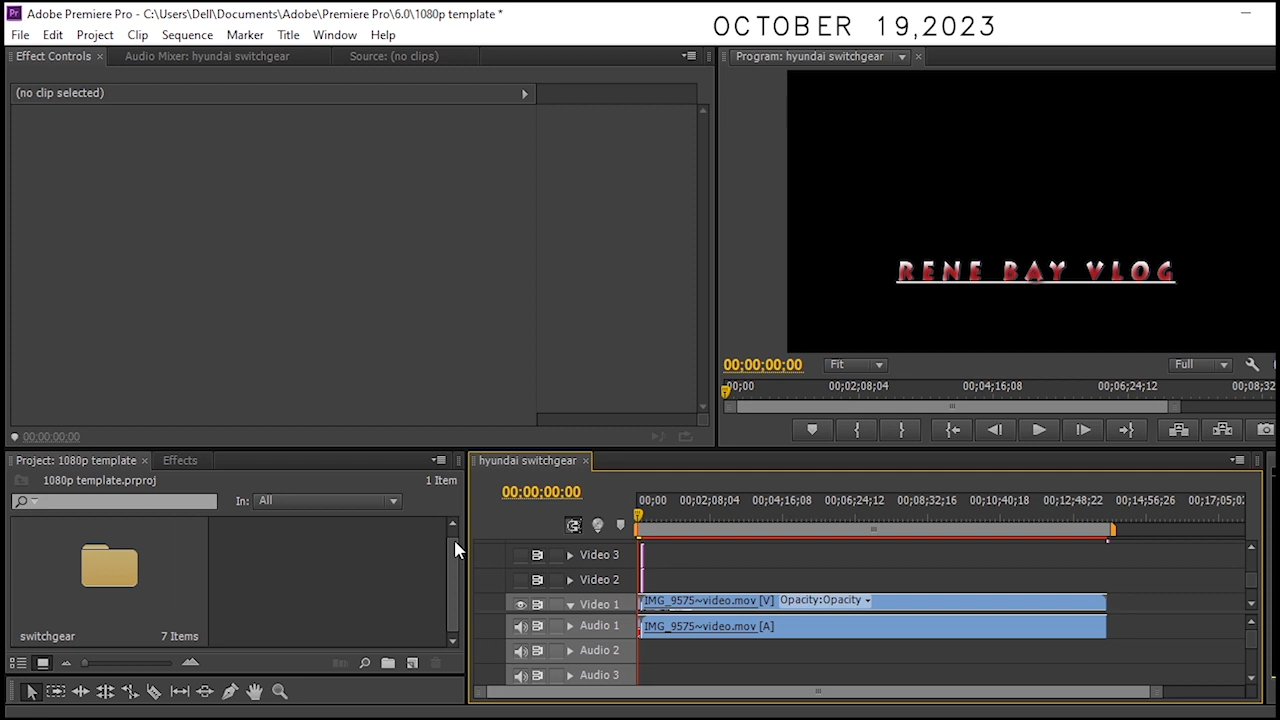 Adobe Premiere Pro - C:\Users\Dell\Documents\Adobe\Premiere Pro\6.0\1080p template *
OCTOBER 19,2023
File Edit Project Clip Sequence Marker Title Window Help
Effect Controls Audio Mixer: hyundai switchgear Source: (no clips)
Program: hyundai switchgear
(no clip selected)
RENE BAY VLOG
00;00;00;00 Fit Full
00;00 00;02;08;04 00;04;16;08 00;06;24;12 00;08;32
00;00;00;00
Project: 1080p template Effects
hyundai switchgear
1080p template.prproj 1 Item
In: All
00;00;00;00
00;00 00;02;08;04 00;04;16;08 00;06;24;12 00;08;32;16 00;10;40;18 00;12;48;22 00;14;56;26 00;17;05;02
Video 3
Video 2
Video 1 IMG_9575~video.mov [V] Opacity:Opacity
Audio 1 IMG_9575~video.mov [A]
Audio 2
Audio 3
switchgear 7 Items